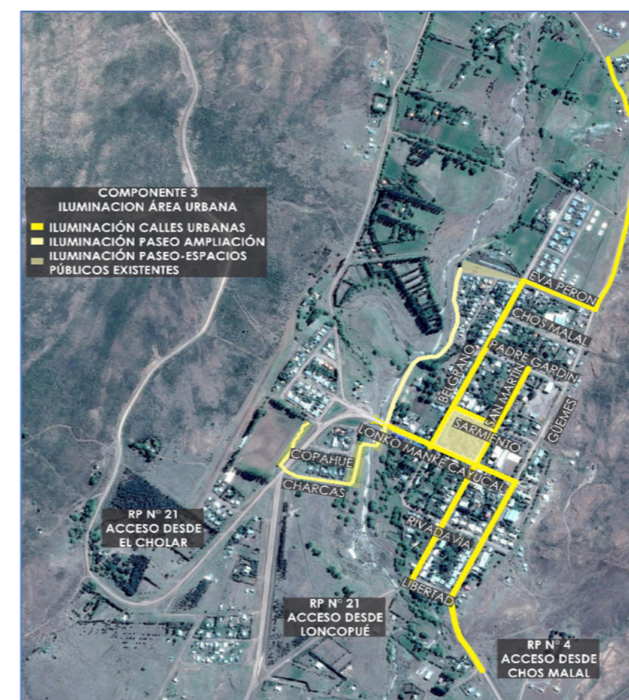 COMPONENTE 3
ILUMINACION ÁREA URBANA
ILUMINACIÓN CALLES URBANAS
ILUMINACIÓN PASEO AMPLIACIÓN
ILUMINACIÓN PASEO-ESPACIOS
PÚBLICOS EXISTENTES
EVA PERON
CHOS MALAL
PADRE GARDIN
BELGRANO
SAN MARTIN
GÜEMES
SARMIENTO
LONKO MANKE CAYUCAL
COPAHUE
CHARCAS
RIVADAVIA
LIBERTAD
RP N° 21
ACCESO DESDE
EL CHOLAR
RP N° 21
ACCESO DESDE
LONCOPUÉ
RP N° 4
ACCESO DESDE
CHOS MALAL